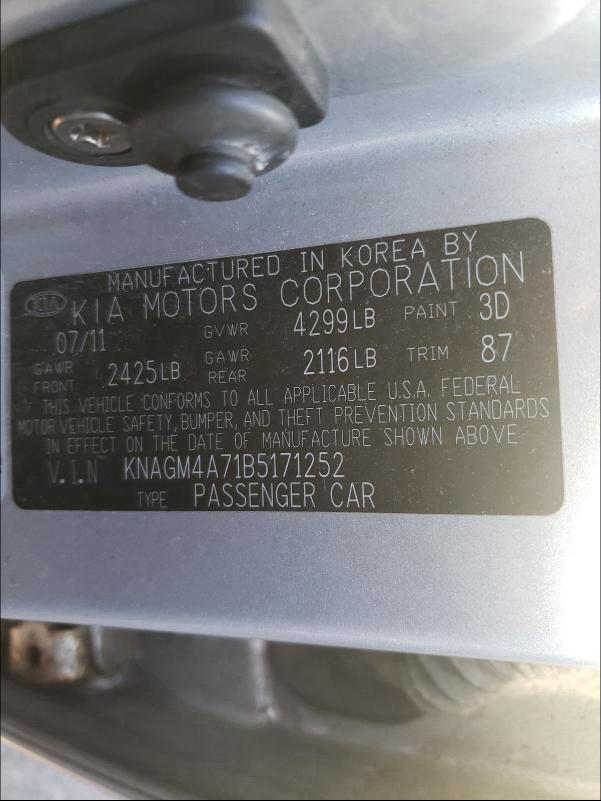 MANUFACTURED IN KOREA BY
KIA KIA MOTORS CORPORATION
07/11 GVWR 4299LB PAINT 3D
GAWR FRONT 2425LB GAWR REAR 2116LB TRIM 87
THIS VEHICLE CONFORMS TO ALL APPLICABLE U.S.A. FEDERAL
MOTOR VEHICLE SAFETY, BUMPER, AND THEFT PREVENTION STANDARDS
IN EFFECT ON THE DATE OF MANUFACTURE SHOWN ABOVE
V.I.N KNAGM4A71B5171252
TYPE PASSENGER CAR